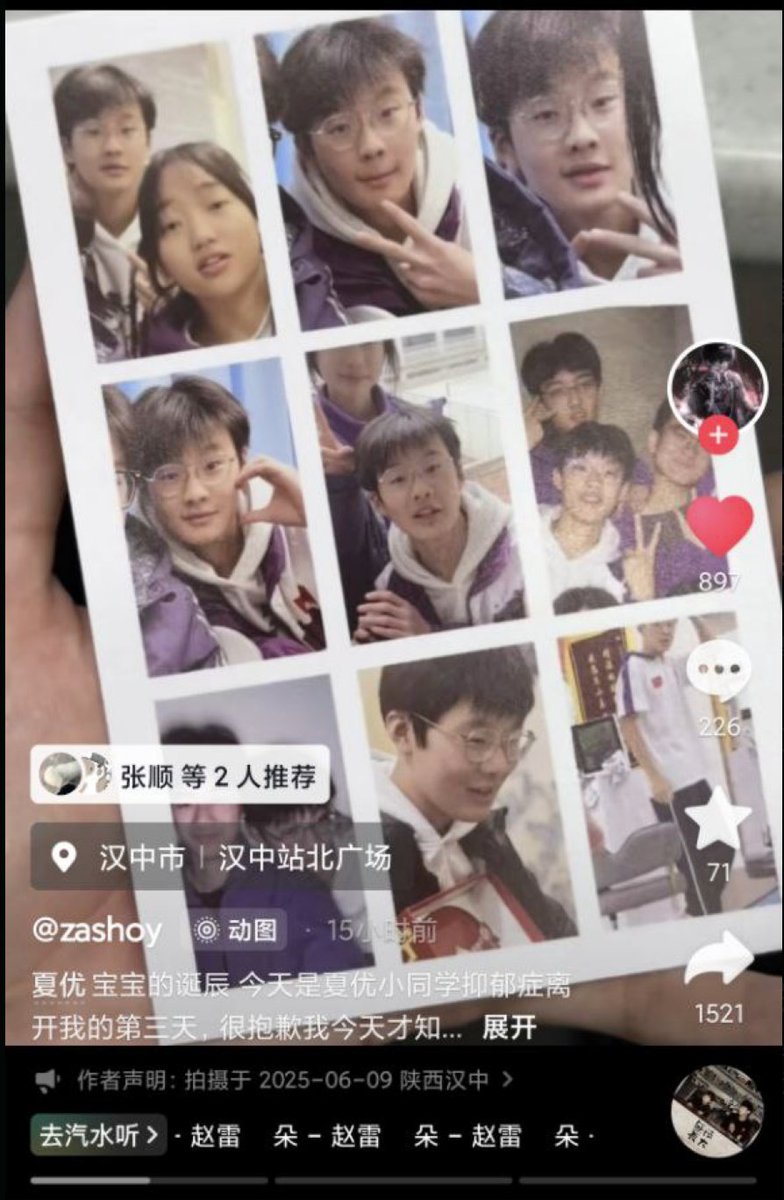 897
226
张顺 等 2 人推荐
71
汉中市 | 汉中站北广场
@zashoy 动图 · 15小时前
1521
夏优 宝宝的诞辰 今天是夏优小同学抑郁症离
开我的第三天，很抱歉我今天才知... 展开
作者声明：拍摄于 2025-06-09 陕西汉中 >
去汽水听 > · 赵雷 朵 - 赵雷 朵 - 赵雷 朵 ·